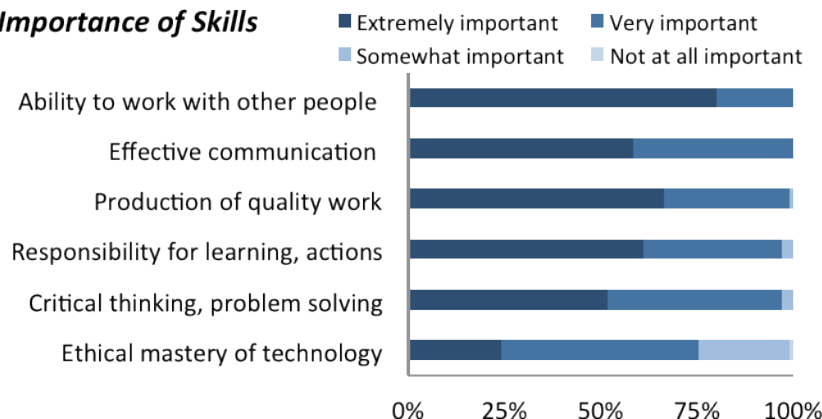 Importance of Skills
Extremely important Very important
Somewhat important Not at all important
Ability to work with other people
Effective communication
Production of quality work
Responsibility for learning, actions
Critical thinking, problem solving
Ethical mastery of technology
0% 25% 50% 75% 100%